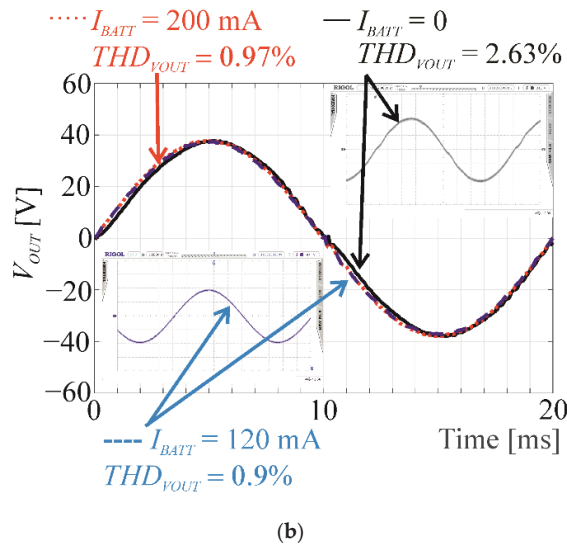 I_BATT = 200 mA
THD_VOUT = 0.97%
I_BATT = 0
THD_VOUT = 2.63%
V_OUT [V]
60
40
20
0
−20
−40
−60
RIGOL
RIGOL
0
10
20
Time [ms]
I_BATT = 120 mA
THD_VOUT = 0.9%
(b)